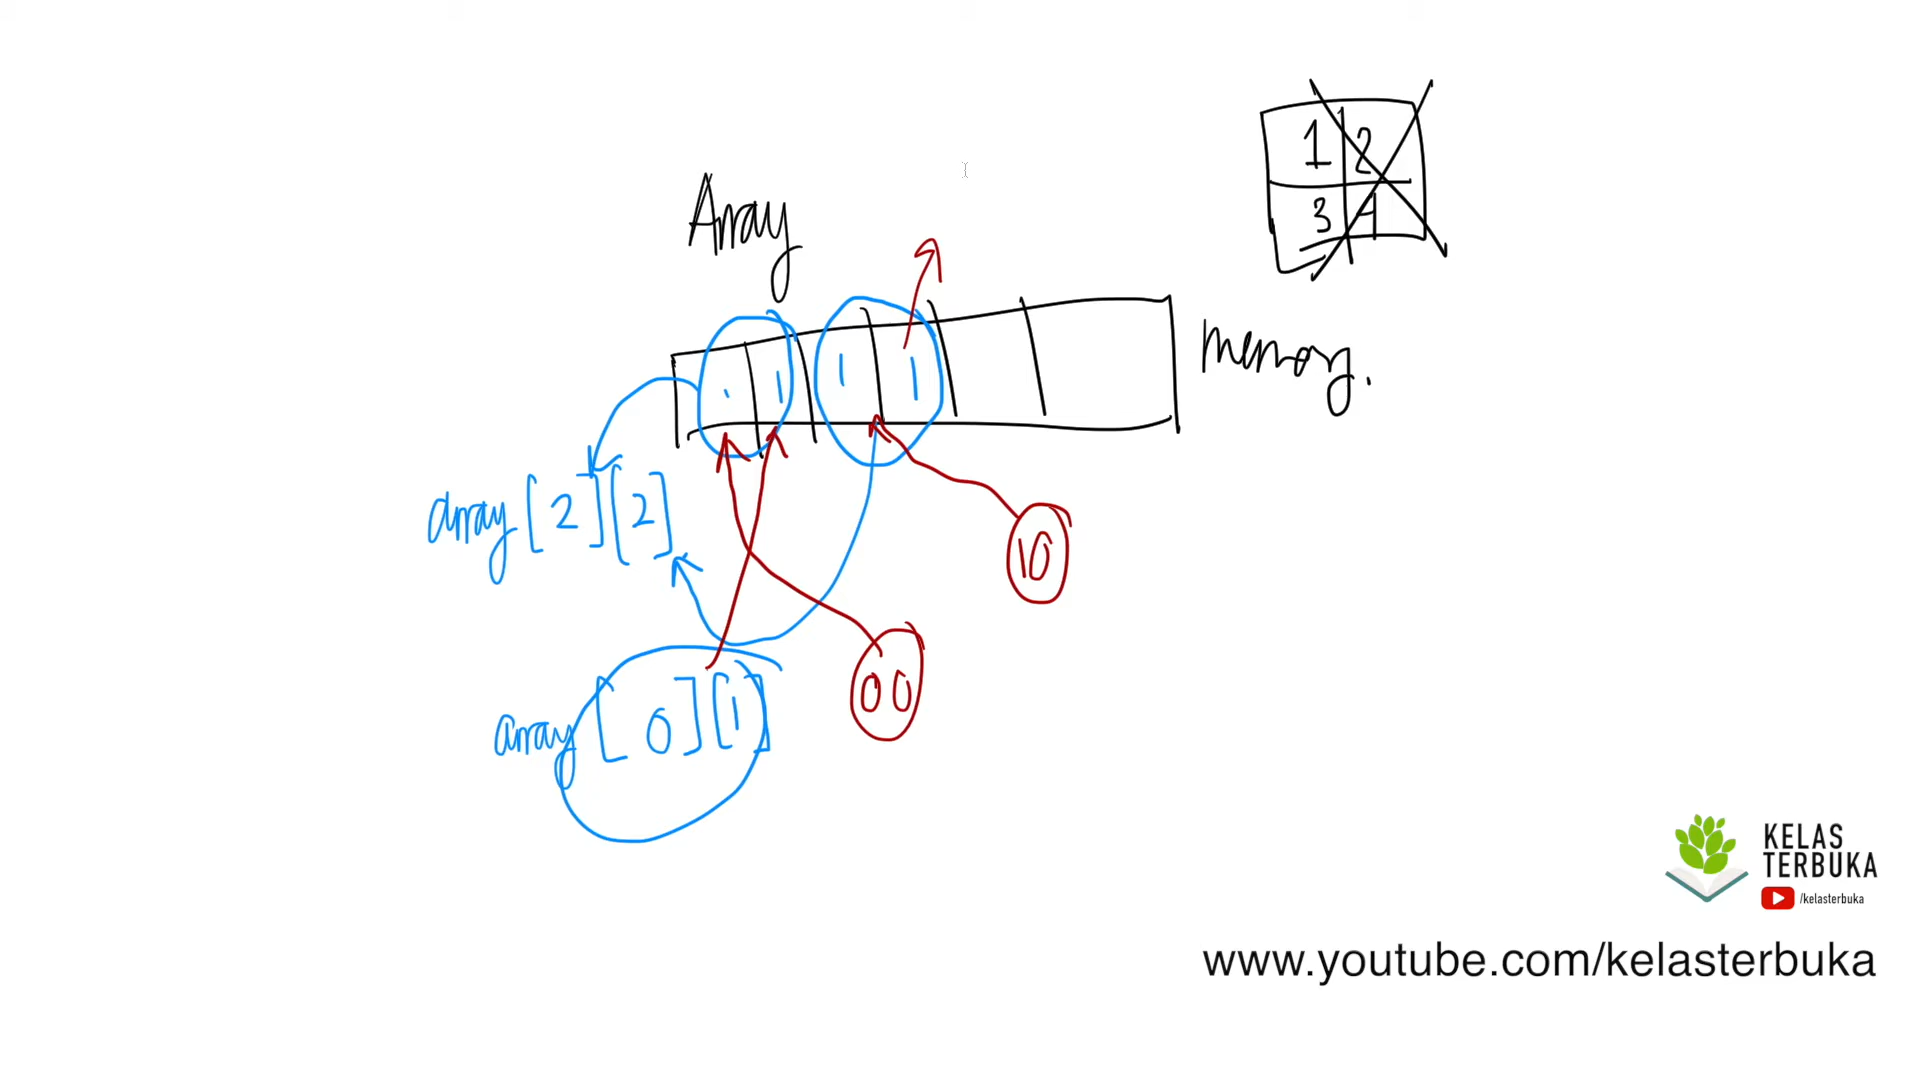 1 2
3 4
Array
1 1 1
memory.
array [2][2]
10
00
array [0][1]
KELAS
TERBUKA
/kelasterbuka
www.youtube.com/kelasterbuka